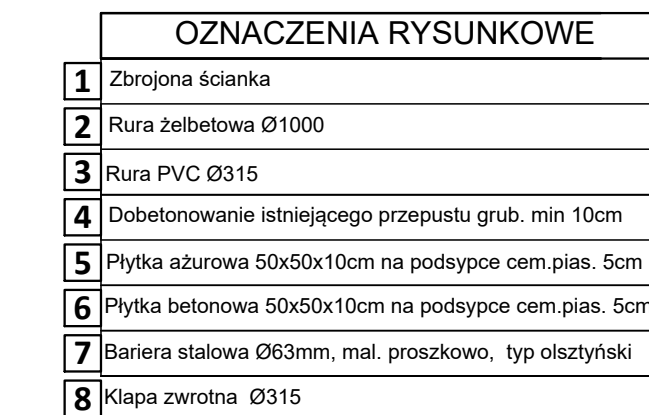 OZNACZENIA RYSUNKOWE
1 Zbrojona ścianka
2 Rura żelbetowa Ø1000
3 Rura PVC Ø315
4 Dobetonowanie istniejącego przepustu grub. min 10cm
5 Płytka ażurowa 50x50x10cm na podsypce cem.pias. 5cm
6 Płytka betonowa 50x50x10cm na podsypce cem.pias. 5cm
7 Bariera stalowa Ø63mm, mal. proszkowo, typ olsztyński
8 Klapa zwrotna Ø315